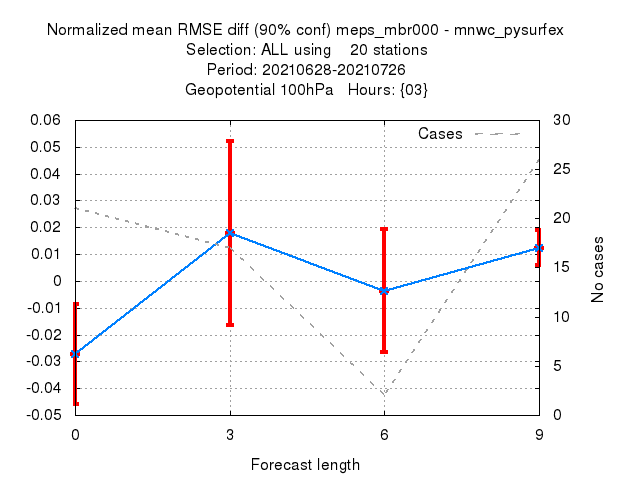 Normalized mean RMSE diff (90% conf) meps_mbr000 - mnwc_pysurfex
Selection: ALL using    20 stations
Period: 20210628-20210726
Geopotential 100hPa   Hours: {03}
Cases
0.06
0.05
0.04
0.03
0.02
0.01
0
-0.01
-0.02
-0.03
-0.04
-0.05
30
25
20
15
10
5
0
No cases
0 3 6 9
Forecast length